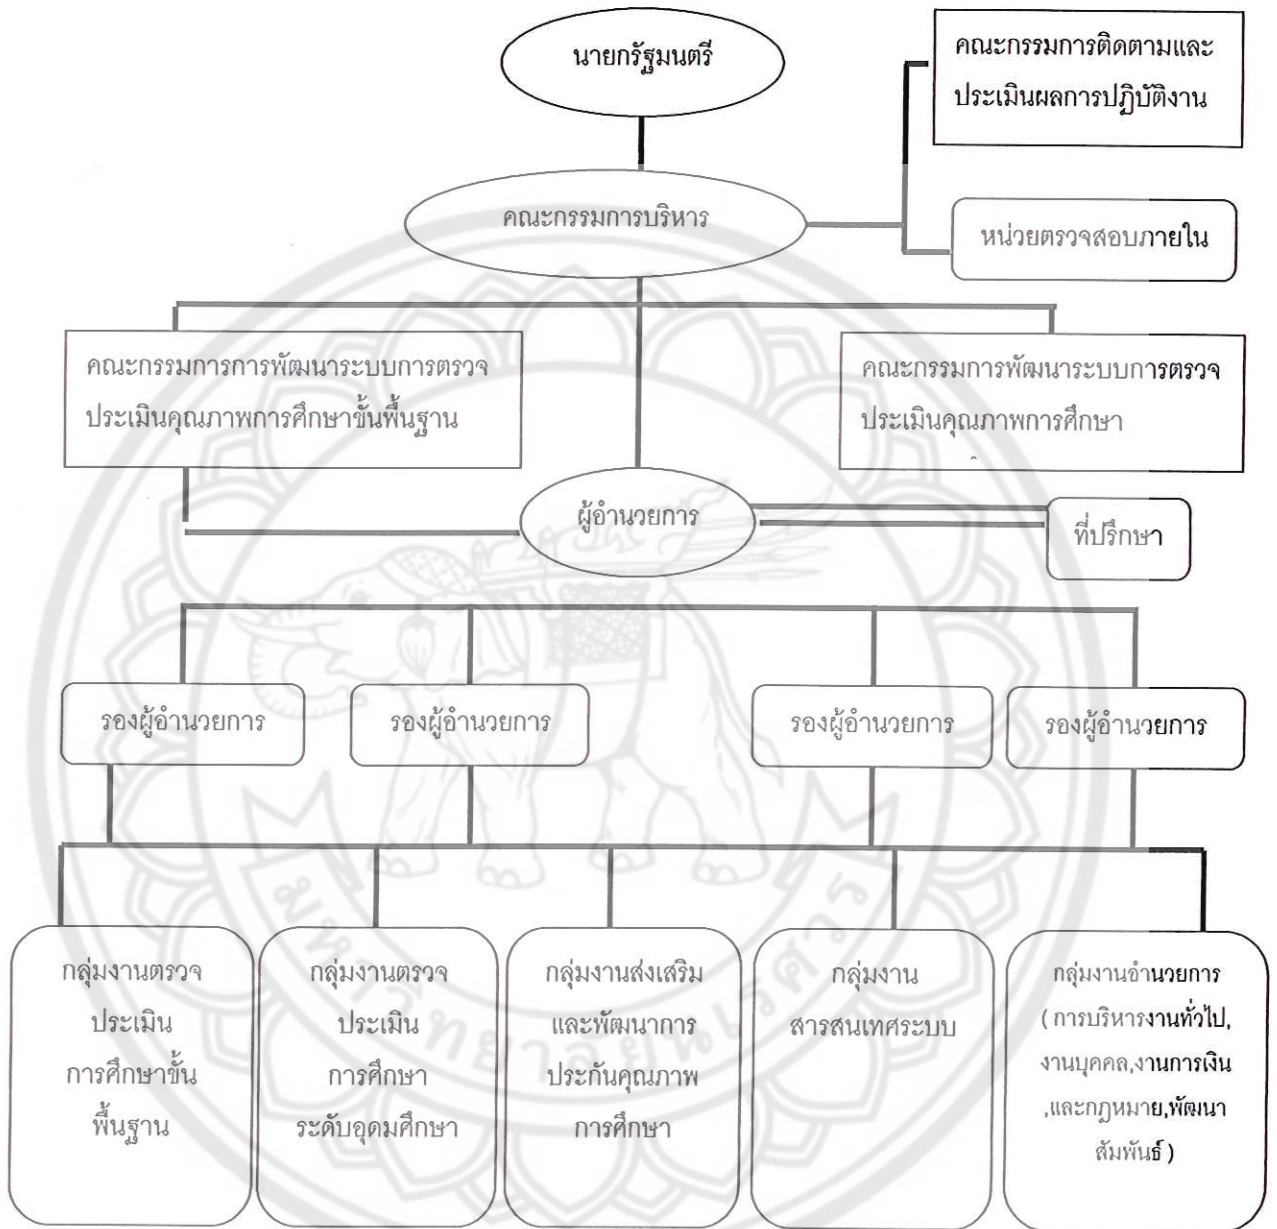 นายกรัฐมนตรี
คณะกรรมการติดตามและ
ประเมินผลการปฏิบัติงาน
คณะกรรมการบริหาร
หน่วยตรวจสอบภายใน
คณะกรรมการการพัฒนาระบบการตรวจ
ประเมินคุณภาพการศึกษาขั้นพื้นฐาน
คณะกรรมการพัฒนาระบบการตรวจ
ประเมินคุณภาพการศึกษา
ผู้อำนวยการ
ที่ปรึกษา
รองผู้อำนวยการ
รองผู้อำนวยการ
รองผู้อำนวยการ
รองผู้อำนวยการ
กลุ่มงานตรวจ
ประเมิน
การศึกษาขั้น
พื้นฐาน
กลุ่มงานตรวจ
ประเมิน
การศึกษา
ระดับอุดมศึกษา
กลุ่มงานส่งเสริม
และพัฒนาการ
ประกันคุณภาพ
การศึกษา
กลุ่มงาน
สารสนเทศระบบ
กลุ่มงานอำนวยการ
( การบริหารงานทั่วไป,
งานบุคคล,งานการเงิน
,และกฎหมาย,พัฒนา
สัมพันธ์ )
มหาวิทยาลัยนเรศวร